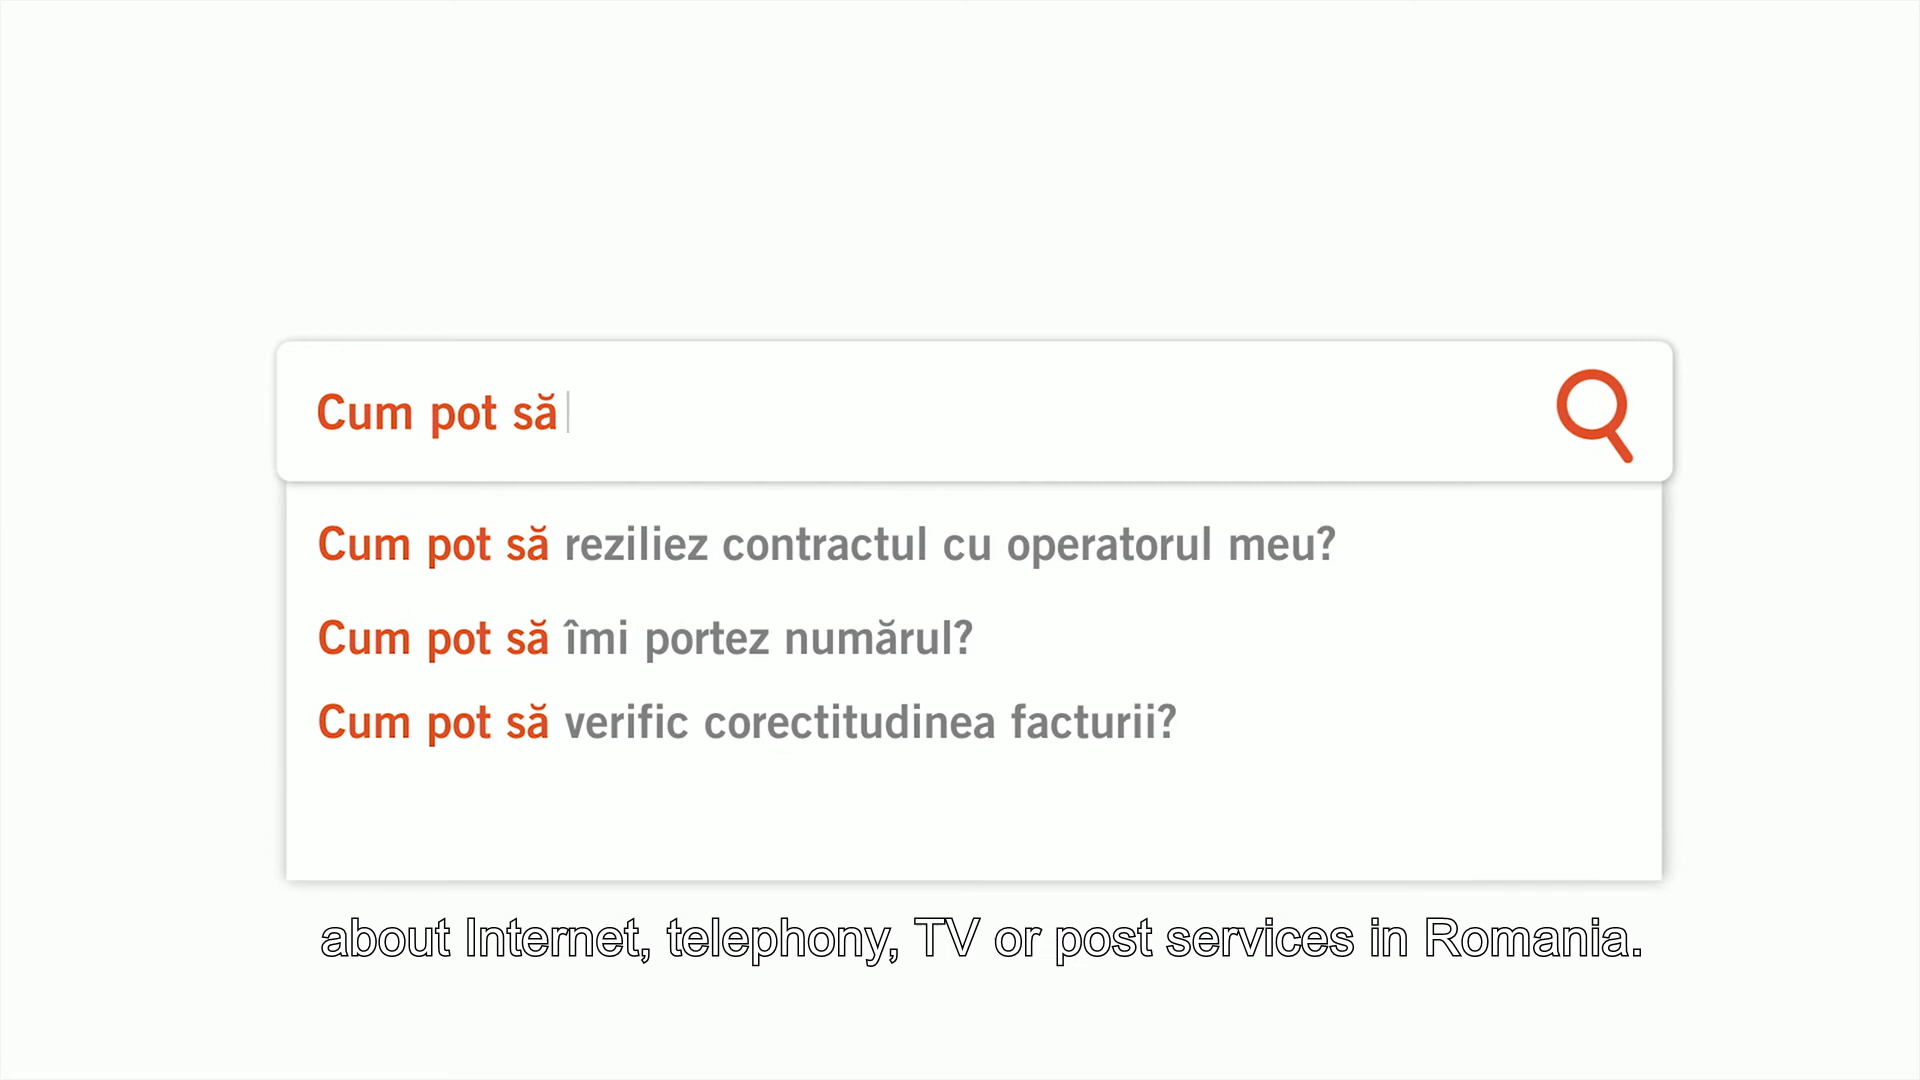 Cum pot să
Cum pot să reziliez contractul cu operatorul meu?
Cum pot să îmi portez numărul?
Cum pot să verific corectitudinea facturii?
about Internet, telephony, TV or post services in Romania.